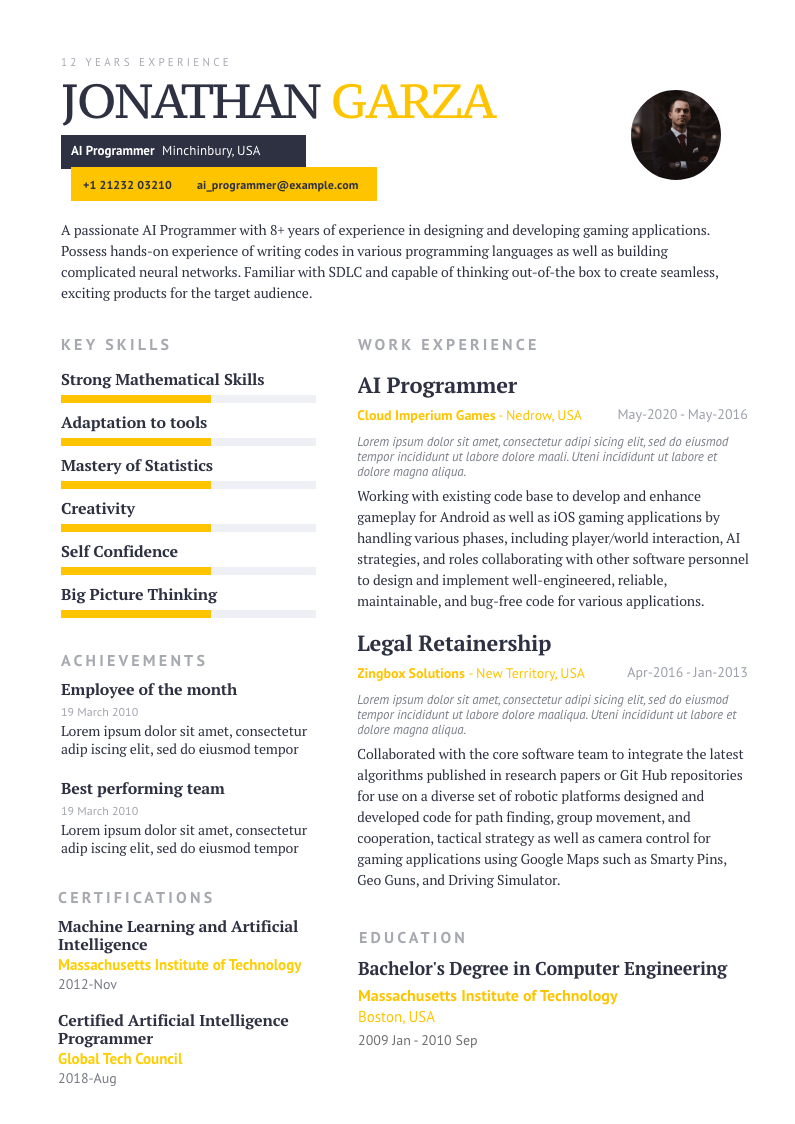 12 YEARS EXPERIENCE
JONATHAN GARZA
AI Programmer Minchinbury, USA
+1 21232 03210 ai_programmer@example.com
A passionate AI Programmer with 8+ years of experience in designing and developing gaming applications.
Possess hands-on experience of writing codes in various programming languages as well as building
complicated neural networks. Familiar with SDLC and capable of thinking out-of-the box to create seamless,
exciting products for the target audience.
KEY SKILLS
Strong Mathematical Skills
Adaptation to tools
Mastery of Statistics
Creativity
Self Confidence
Big Picture Thinking
ACHIEVEMENTS
Employee of the month
19 March 2010
Lorem ipsum dolor sit amet, consectetur
adip iscing elit, sed do eiusmod tempor
Best performing team
19 March 2010
Lorem ipsum dolor sit amet, consectetur
adip iscing elit, sed do eiusmod tempor
CERTIFICATIONS
Machine Learning and Artificial
Intelligence
Massachusetts Institute of Technology
2012-Nov
Certified Artificial Intelligence
Programmer
Global Tech Council
2018-Aug
WORK EXPERIENCE
AI Programmer
Cloud Imperium Games - Nedrow, USA May-2020 - May-2016
Lorem ipsum dolor sit amet, consectetur adipi sicing elit, sed do eiusmod
tempor incididunt ut labore dolore maali. Uteni incididunt ut labore et
dolore magna aliqua.
Working with existing code base to develop and enhance
gameplay for Android as well as iOS gaming applications by
handling various phases, including player/world interaction, AI
strategies, and roles collaborating with other software personnel
to design and implement well-engineered, reliable,
maintainable, and bug-free code for various applications.
Legal Retainership
Zingbox Solutions - New Territory, USA Apr-2016 - Jan-2013
Lorem ipsum dolor sit amet, consectetur adipi sicing elit, sed do eiusmod
tempor incididunt ut labore dolore maaliqua. Uteni incididunt ut labore et
dolore magna aliqua.
Collaborated with the core software team to integrate the latest
algorithms published in research papers or Git Hub repositories
for use on a diverse set of robotic platforms designed and
developed code for path finding, group movement, and
cooperation, tactical strategy as well as camera control for
gaming applications using Google Maps such as Smarty Pins,
Geo Guns, and Driving Simulator.
EDUCATION
Bachelor's Degree in Computer Engineering
Massachusetts Institute of Technology
Boston, USA
2009 Jan - 2010 Sep